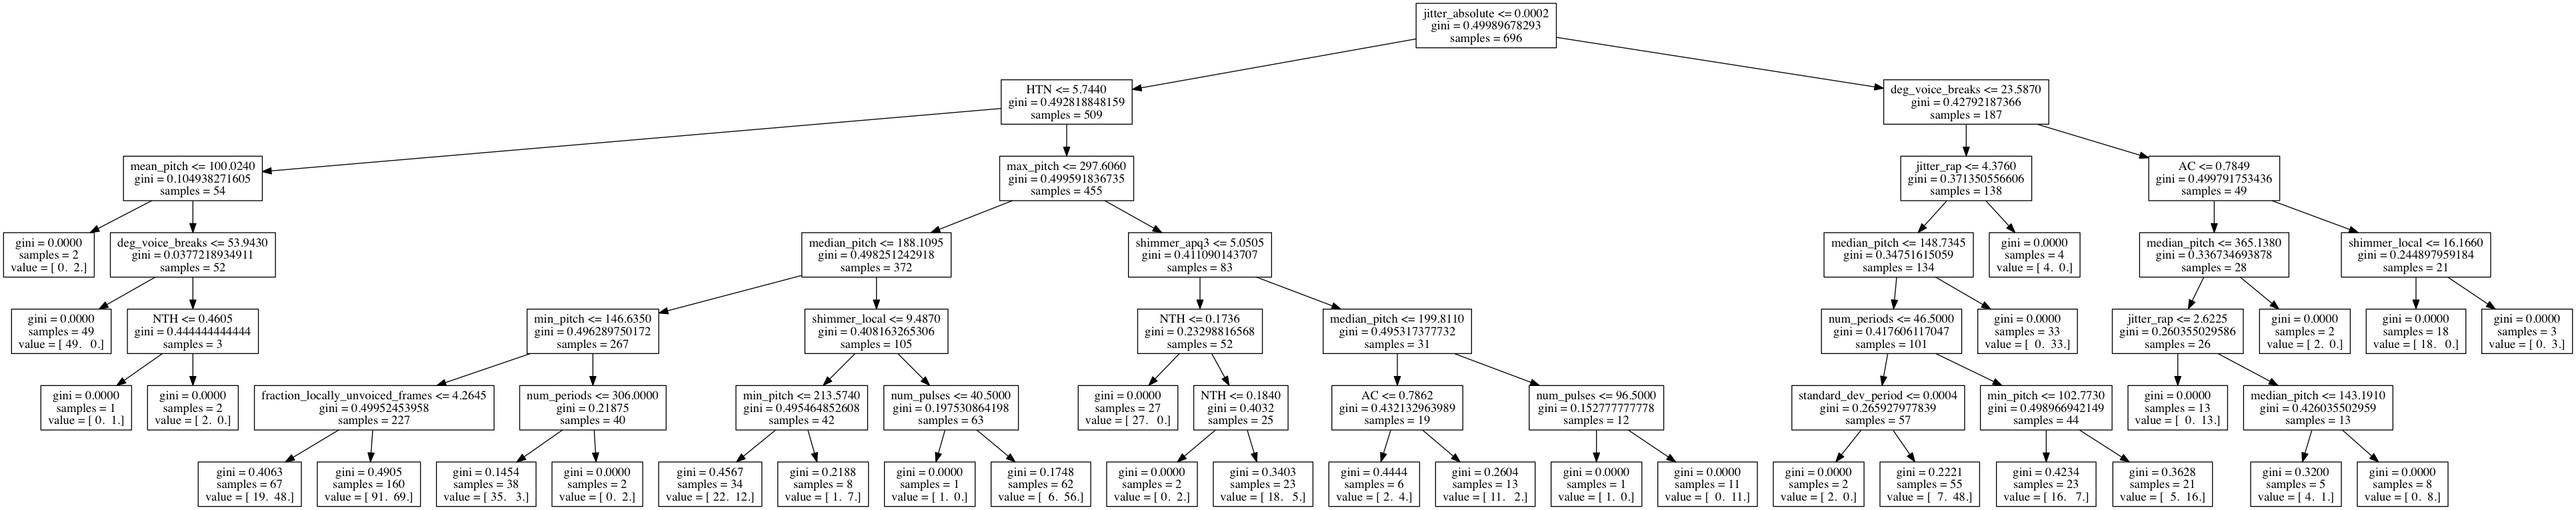 jitter_absolute <= 0.0002
gini = 0.49989678293
samples = 696
HTN <= 5.7440
gini = 0.492818848159
samples = 509
deg_voice_breaks <= 23.5870
gini = 0.42792187366
samples = 187
mean_pitch <= 100.0240
gini = 0.104938271605
samples = 54
max_pitch <= 297.6060
gini = 0.499591836735
samples = 455
jitter_rap <= 4.3760
gini = 0.371350556606
samples = 138
AC <= 0.7849
gini = 0.499791753436
samples = 49
gini = 0.0000
samples = 2
value = [ 0. 2.]
deg_voice_breaks <= 53.9430
gini = 0.0377218934911
samples = 52
median_pitch <= 188.1095
gini = 0.498251242918
samples = 372
shimmer_apq3 <= 5.0505
gini = 0.411090143707
samples = 83
median_pitch <= 148.7345
gini = 0.34751615059
samples = 134
gini = 0.0000
samples = 4
value = [ 4. 0.]
median_pitch <= 365.1380
gini = 0.336734693878
samples = 28
shimmer_local <= 16.1660
gini = 0.244897959184
samples = 21
gini = 0.0000
samples = 49
value = [ 49. 0.]
NTH <= 0.4605
gini = 0.444444444444
samples = 3
min_pitch <= 146.6350
gini = 0.496289750172
samples = 267
shimmer_local <= 9.4870
gini = 0.408163265306
samples = 105
NTH <= 0.1736
gini = 0.23298816568
samples = 52
median_pitch <= 199.8110
gini = 0.495317377732
samples = 31
num_periods <= 46.5000
gini = 0.417606117047
samples = 101
gini = 0.0000
samples = 33
value = [ 0. 33.]
jitter_rap <= 2.6225
gini = 0.260355029586
samples = 26
gini = 0.0000
samples = 2
value = [ 2. 0.]
gini = 0.0000
samples = 18
value = [ 18. 0.]
gini = 0.0000
samples = 3
value = [ 0. 3.]
gini = 0.0000
samples = 1
value = [ 0. 1.]
gini = 0.0000
samples = 2
value = [ 2. 0.]
fraction_locally_unvoiced_frames <= 4.2645
gini = 0.49952453958
samples = 227
num_periods <= 306.0000
gini = 0.21875
samples = 40
min_pitch <= 213.5740
gini = 0.495464852608
samples = 42
num_pulses <= 40.5000
gini = 0.197530864198
samples = 63
gini = 0.0000
samples = 27
value = [ 27. 0.]
NTH <= 0.1840
gini = 0.4032
samples = 25
AC <= 0.7862
gini = 0.432132963989
samples = 19
num_pulses <= 96.5000
gini = 0.152777777778
samples = 12
standard_dev_period <= 0.0004
gini = 0.265927977839
samples = 57
min_pitch <= 102.7730
gini = 0.498966942149
samples = 44
gini = 0.0000
samples = 13
value = [ 0. 13.]
median_pitch <= 143.1910
gini = 0.426035502959
samples = 13
gini = 0.4063
samples = 67
value = [ 19. 48.]
gini = 0.4905
samples = 160
value = [ 91. 69.]
gini = 0.1454
samples = 38
value = [ 35. 3.]
gini = 0.0000
samples = 2
value = [ 0. 2.]
gini = 0.4567
samples = 34
value = [ 22. 12.]
gini = 0.2188
samples = 8
value = [ 1. 7.]
gini = 0.0000
samples = 1
value = [ 1. 0.]
gini = 0.1748
samples = 62
value = [ 6. 56.]
gini = 0.0000
samples = 2
value = [ 0. 2.]
gini = 0.3403
samples = 23
value = [ 18. 5.]
gini = 0.4444
samples = 6
value = [ 2. 4.]
gini = 0.2604
samples = 13
value = [ 11. 2.]
gini = 0.0000
samples = 1
value = [ 1. 0.]
gini = 0.0000
samples = 11
value = [ 0. 11.]
gini = 0.0000
samples = 2
value = [ 2. 0.]
gini = 0.2221
samples = 55
value = [ 7. 48.]
gini = 0.4234
samples = 23
value = [ 16. 7.]
gini = 0.3628
samples = 21
value = [ 5. 16.]
gini = 0.3200
samples = 5
value = [ 4. 1.]
gini = 0.0000
samples = 8
value = [ 0. 8.]